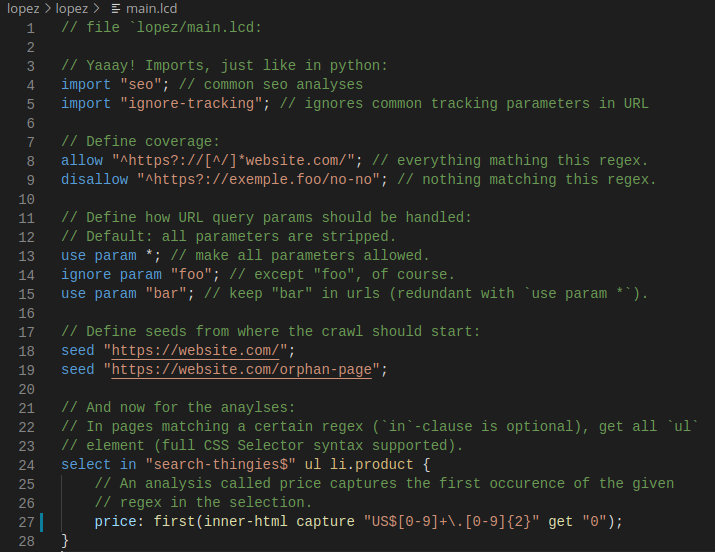 lopez > lopez > main.lcd
1 // file `lopez/main.lcd:
2
3 // Yaaay! Imports, just like in python:
4 import "seo"; // common seo analyses
5 import "ignore-tracking"; // ignores common tracking parameters in URL
6
7 // Define coverage:
8 allow "^https?://[^/]*website.com/"; // everything mathing this regex.
9 disallow "^https?://exemple.foo/no-no"; // nothing matching this regex.
10
11 // Define how URL query params should be handled:
12 // Default: all parameters are stripped.
13 use param *; // make all parameters allowed.
14 ignore param "foo"; // except "foo", of course.
15 use param "bar"; // keep "bar" in urls (redundant with `use param *`).
16
17 // Define seeds from where the crawl should start:
18 seed "https://website.com/";
19 seed "https://website.com/orphan-page";
20
21 // And now for the anaylses:
22 // In pages matching a certain regex (`in`-clause is optional), get all `ul`
23 // element (full CSS Selector syntax supported).
24 select in "search-thingies$" ul li.product {
25     // An analysis called price captures the first occurence of the given
26     // regex in the selection.
27     price: first(inner-html capture "US$[0-9]+\.[0-9]{2}" get "0");
28 }